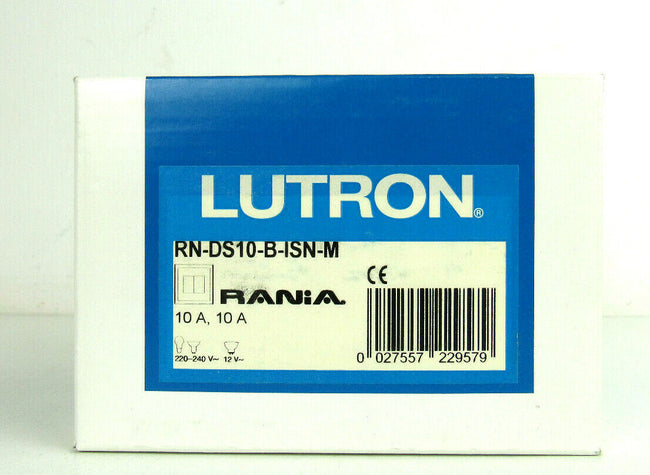 LUTRON®
RN-DS10-B-ISN-M
CE
RANiA.
10 A, 10 A
220–240 V~ 12 V~
0 027557 229579